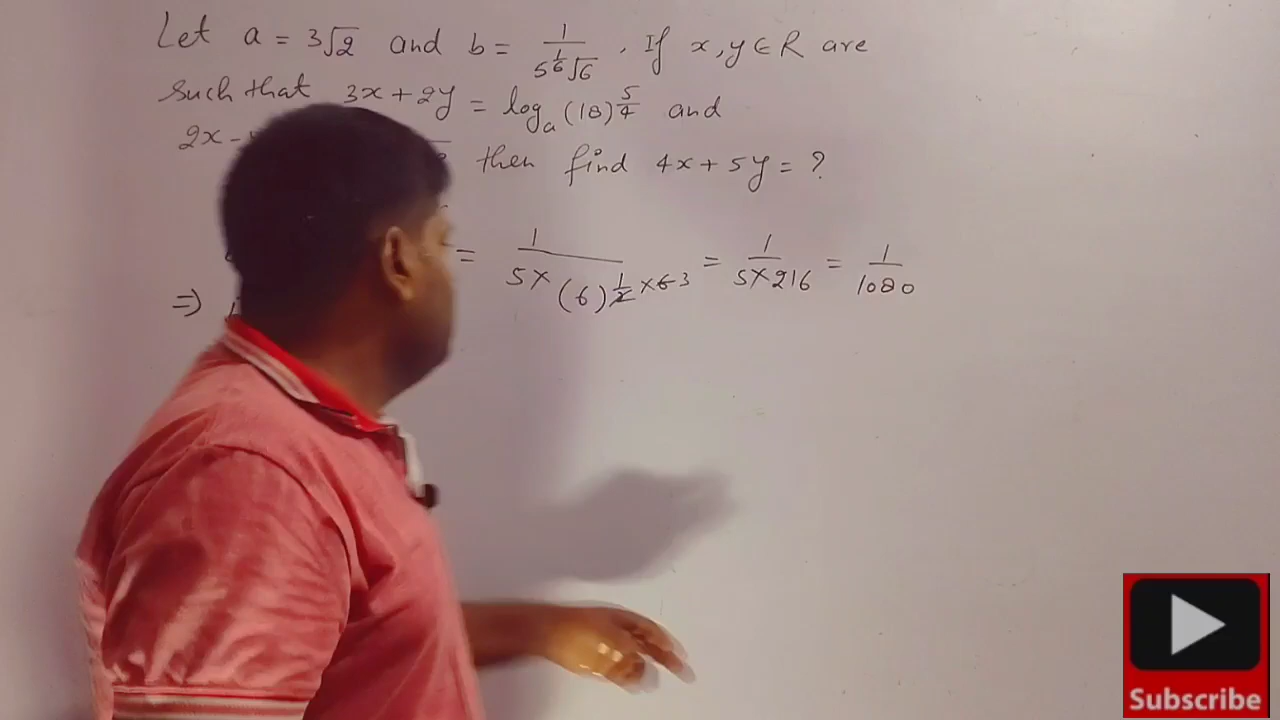 Let a = 3√2 and b = 1/(5^(1/6)√6) . If x, y ∈ R are
such that 3x + 2y = log_a (18)^(5/4) and
2x - then find 4x + 5y = ?
= 1/(5 × (6)^(1/2 × 6 3)) = 1/(5 × 216) = 1/1080
⇒
Subscribe